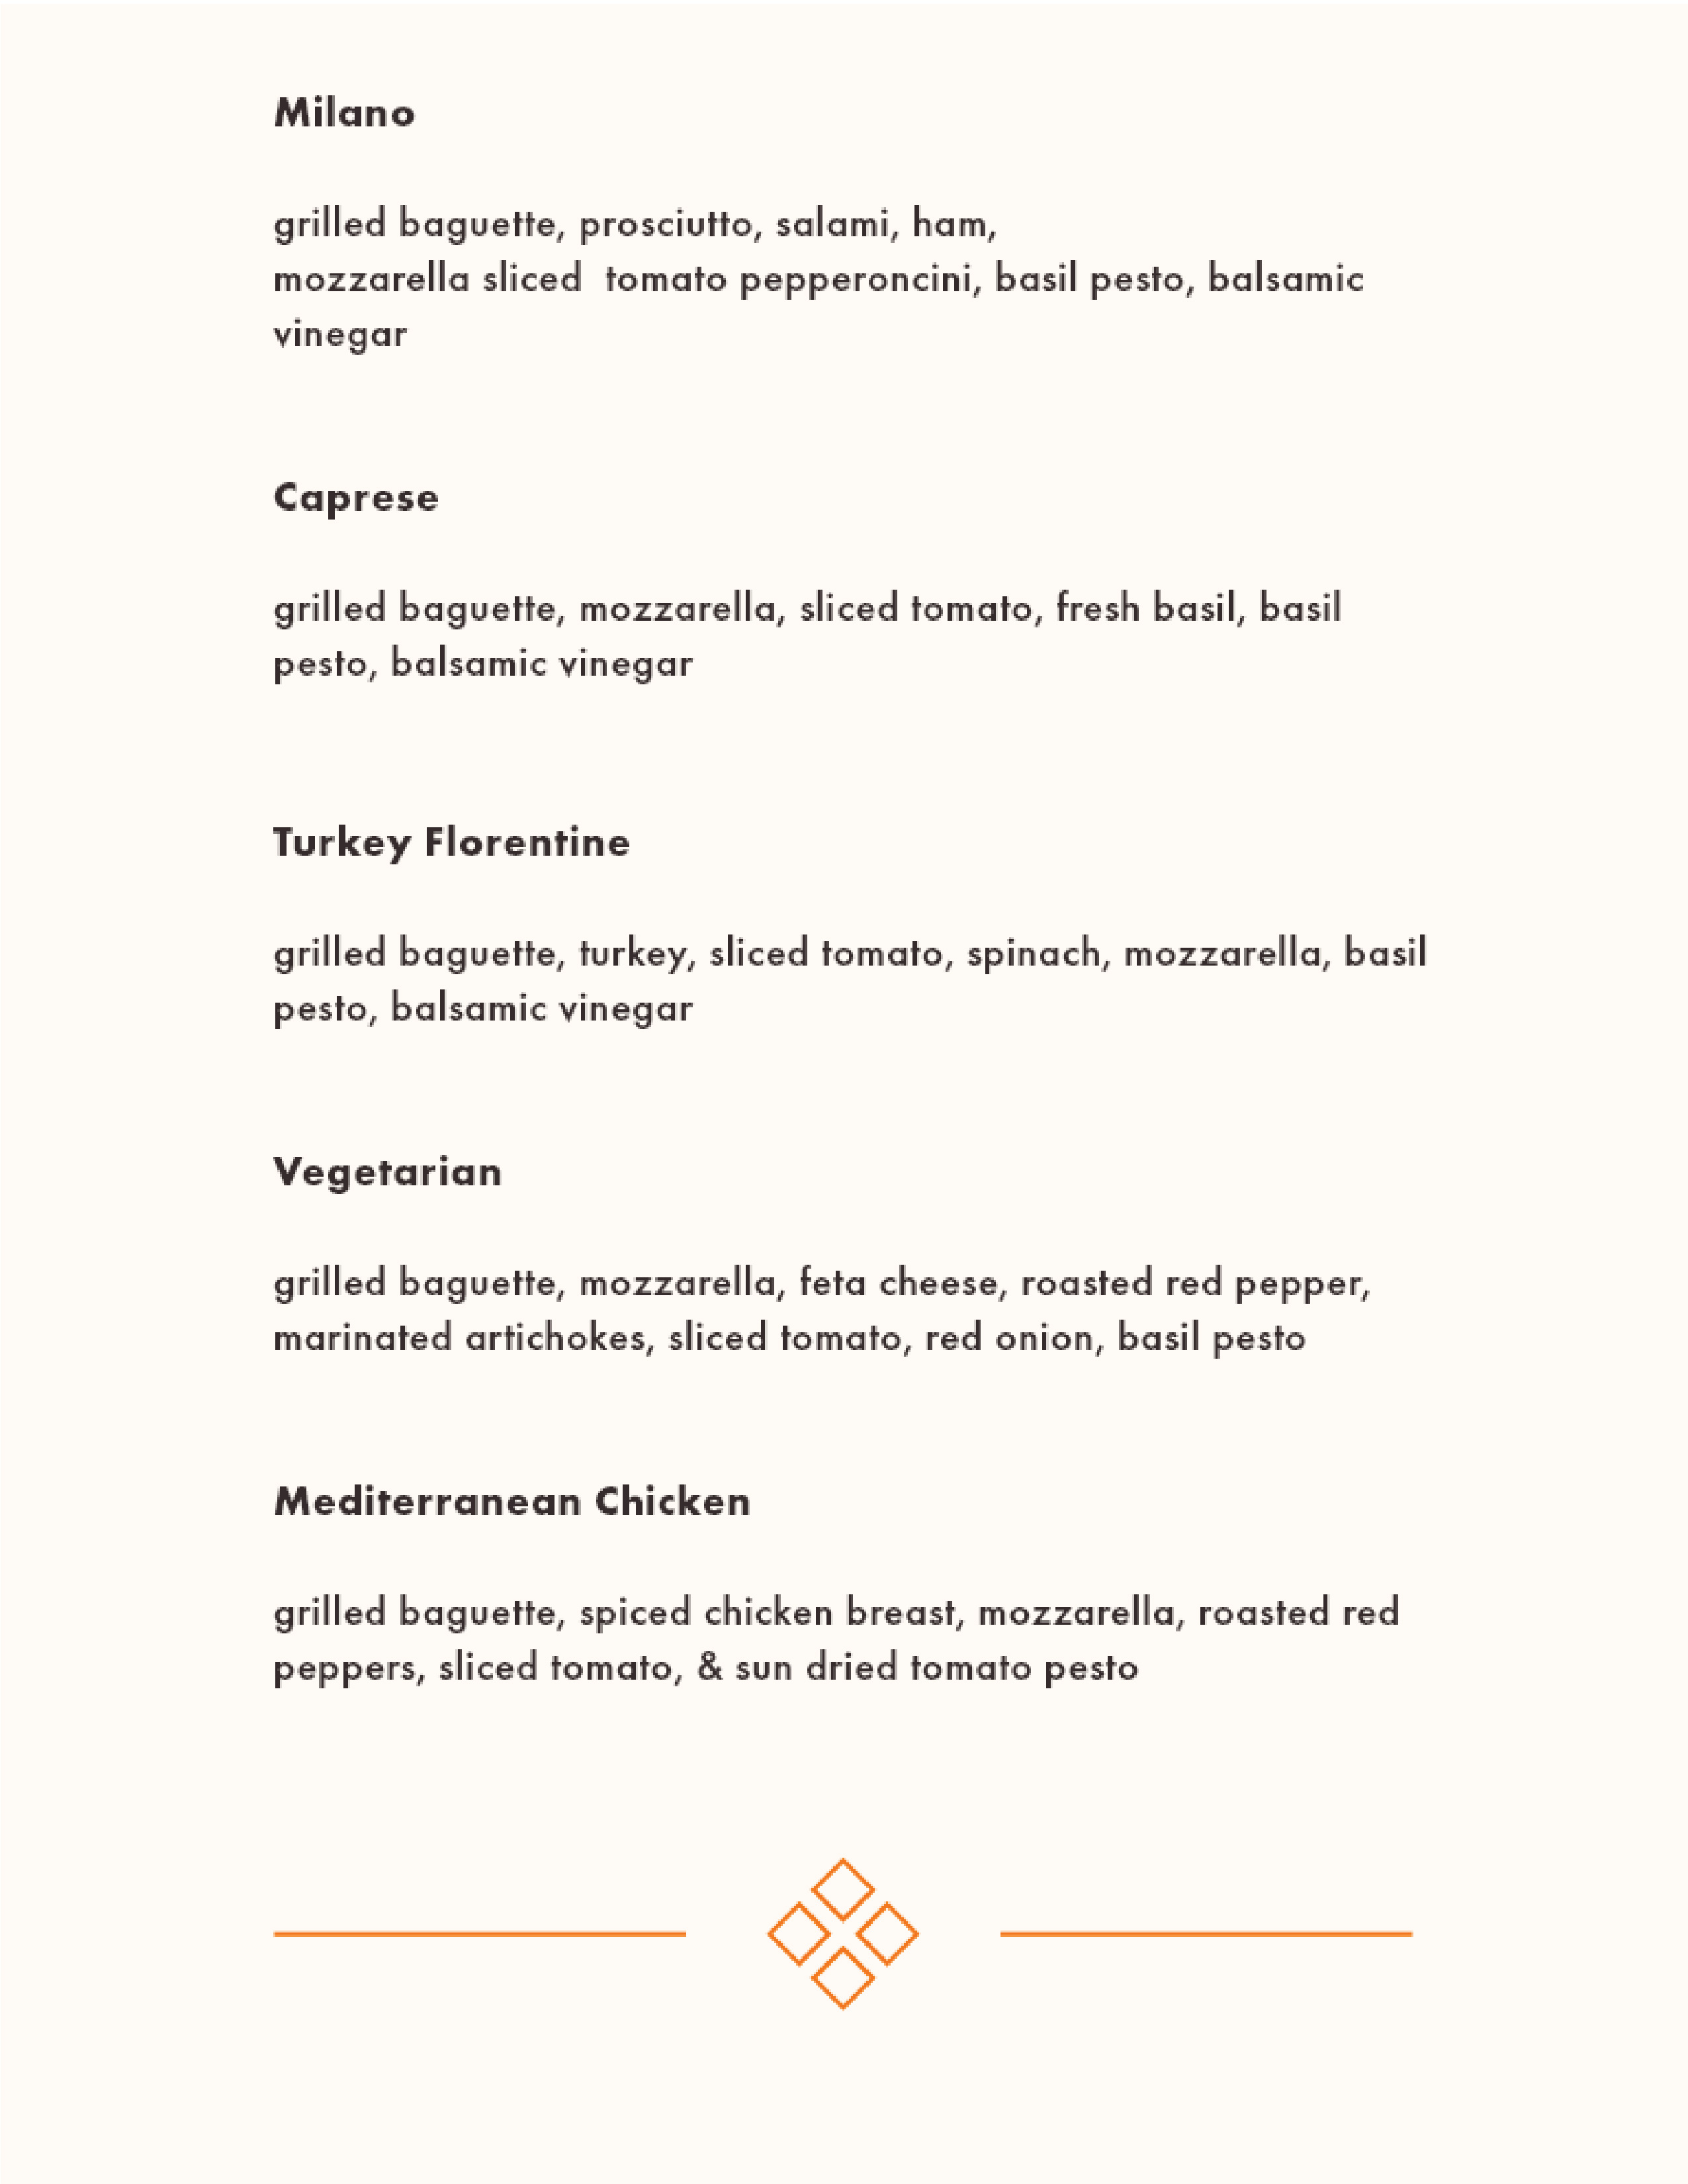 Milano
grilled baguette, prosciutto, salami, ham,
mozzarella sliced  tomato pepperoncini, basil pesto, balsamic
vinegar
Caprese
grilled baguette, mozzarella, sliced tomato, fresh basil, basil
pesto, balsamic vinegar
Turkey Florentine
grilled baguette, turkey, sliced tomato, spinach, mozzarella, basil
pesto, balsamic vinegar
Vegetarian
grilled baguette, mozzarella, feta cheese, roasted red pepper,
marinated artichokes, sliced tomato, red onion, basil pesto
Mediterranean Chicken
grilled baguette, spiced chicken breast, mozzarella, roasted red
peppers, sliced tomato, & sun dried tomato pesto